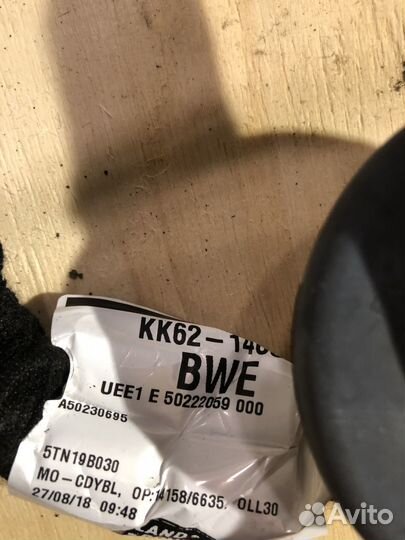 KK62-
BWE
UEE1 E 50222059 000
A50230695
5TN19B030
MO-CDYBL, OP:14158/6635, OLL30
27/08/18 09:48
AND
Avito